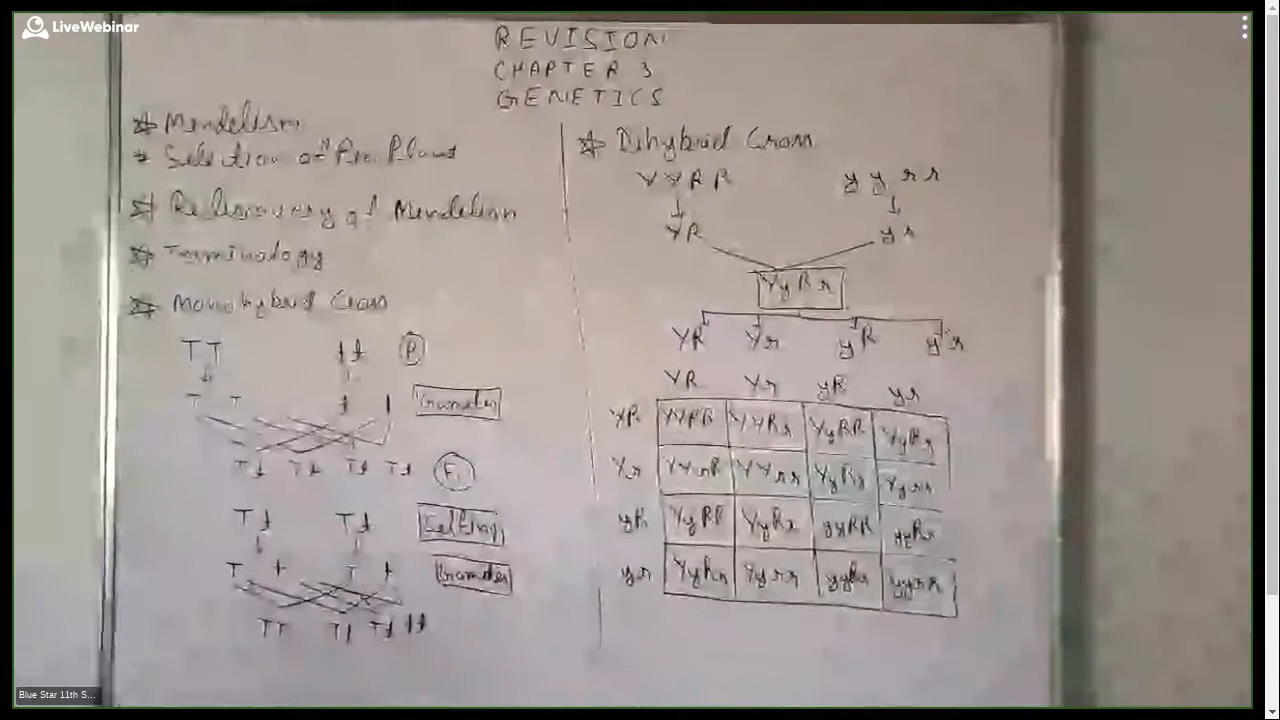 LiveWebinar
REVISION
CHAPTER 3
GENETICS
Mendelism
Selection of Pea Plant
Rediscovery of Mendelism
Terminology
Monohybrid Cross
TT tt P.
T T t t Gametes
Tt Tt Tt Tt F1
Tt Tt Selfing
T t T t Gametes
TT Tt Tt tt
Dihybrid Cross
YYRR yyrr
YR yr
YyRr
YR Yr yR yr
YR Yr yR yr
YR YYRR YYRr YyRR YyRr
Yr YYrR YYrr YyRr Yyrr
yR YyRR YyRr yyRR yyRr
yr YyRr Yyrr yyRr yyrr
Blue Star 11th S...